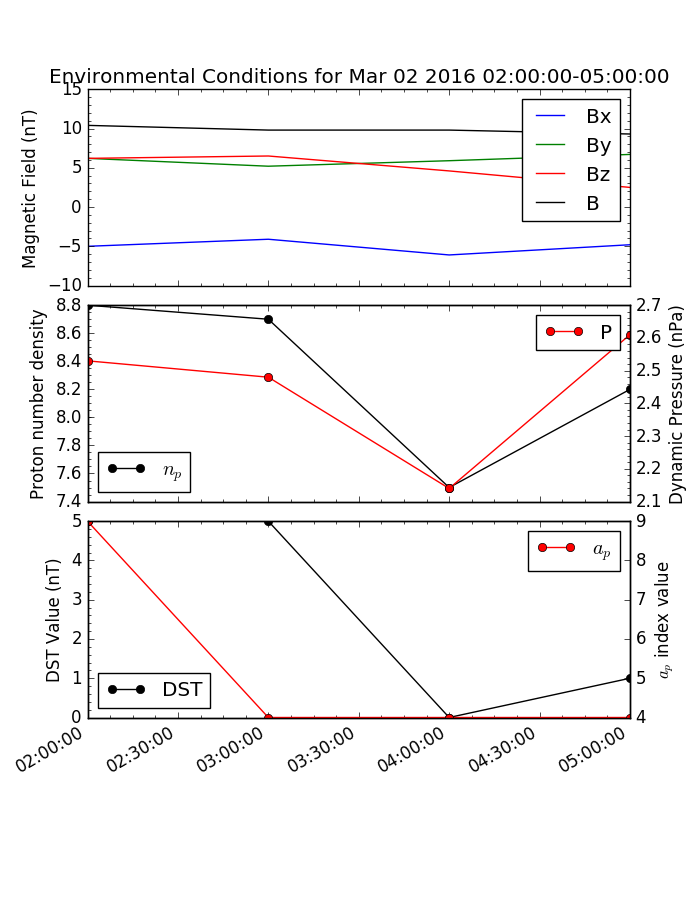 Environmental Conditions for Mar 02 2016 02:00:00-05:00:00
15
10
5
0
−5
−10
Magnetic Field (nT)
Bx
By
Bz
B
8.8
8.6
8.4
8.2
8.0
7.8
7.6
7.4
Proton number density
n_p
P
2.7
2.6
2.5
2.4
2.3
2.2
2.1
Dynamic Pressure (nPa)
5
4
3
2
1
0
DST Value (nT)
DST
a_p
9
8
7
6
5
4
a_p index value
02:00:00
02:30:00
03:00:00
03:30:00
04:00:00
04:30:00
05:00:00